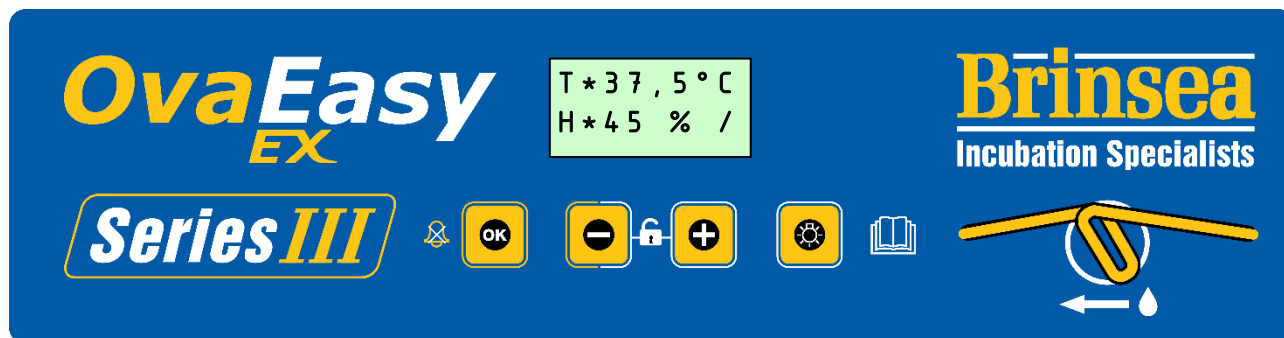 OvaEasy
EX
T*37,5°C
H*45 % /
Brinsea
Incubation Specialists
Series III
OK